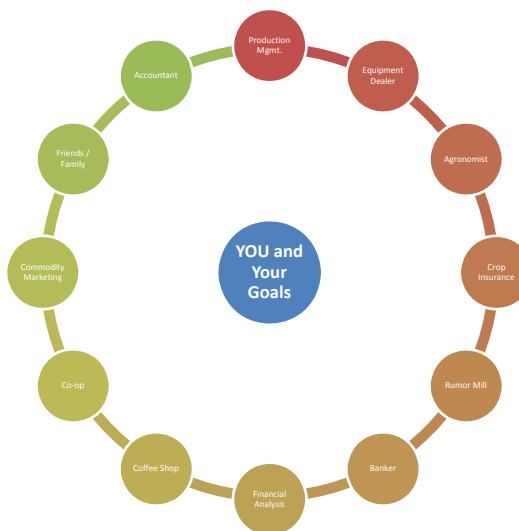 Production
Mgmt.
Equipment
Dealer
Agronomist
Crop
Insurance
Rumor Mill
Banker
Financial
Analysis
Coffee Shop
Co-op
Commodity
Marketing
Friends /
Family
Accountant
YOU and
Your
Goals